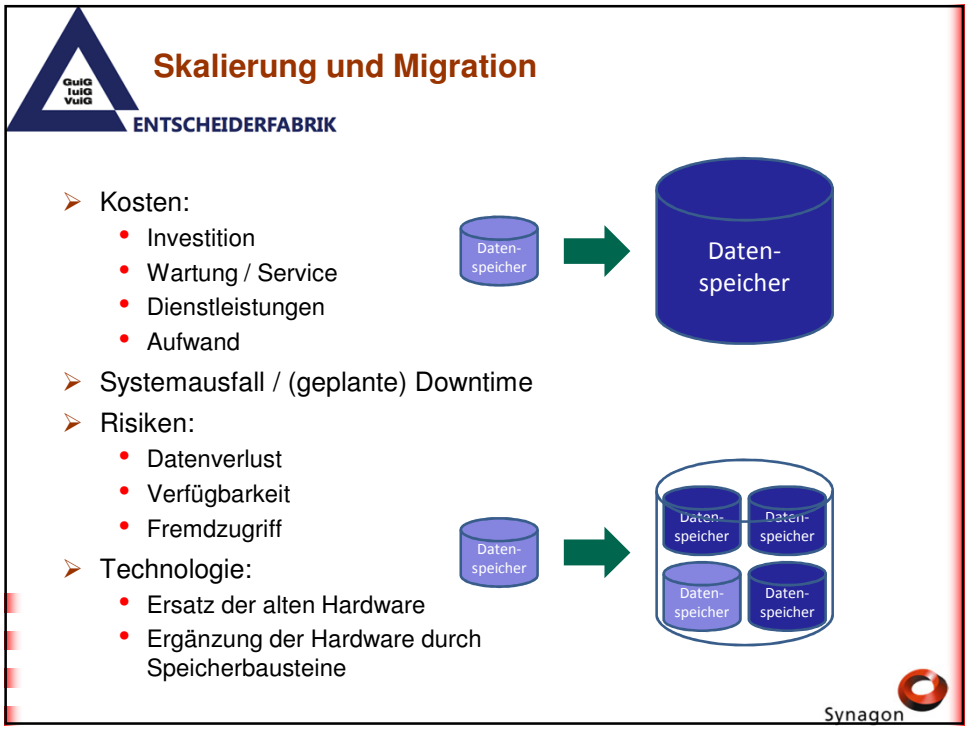 Skalierung und Migration
GuiG
IuiG
VuiG
ENTSCHEIDERFABRIK
➢ Kosten:
• Investition
• Wartung / Service
• Dienstleistungen
• Aufwand
➢ Systemausfall / (geplante) Downtime
➢ Risiken:
• Datenverlust
• Verfügbarkeit
• Fremdzugriff
➢ Technologie:
• Ersatz der alten Hardware
• Ergänzung der Hardware durch
Speicherbausteine
Daten-
speicher
Daten-
speicher
Daten-
speicher
Daten-
speicher
Daten-
speicher
Daten-
speicher
Daten-
speicher
Synagon